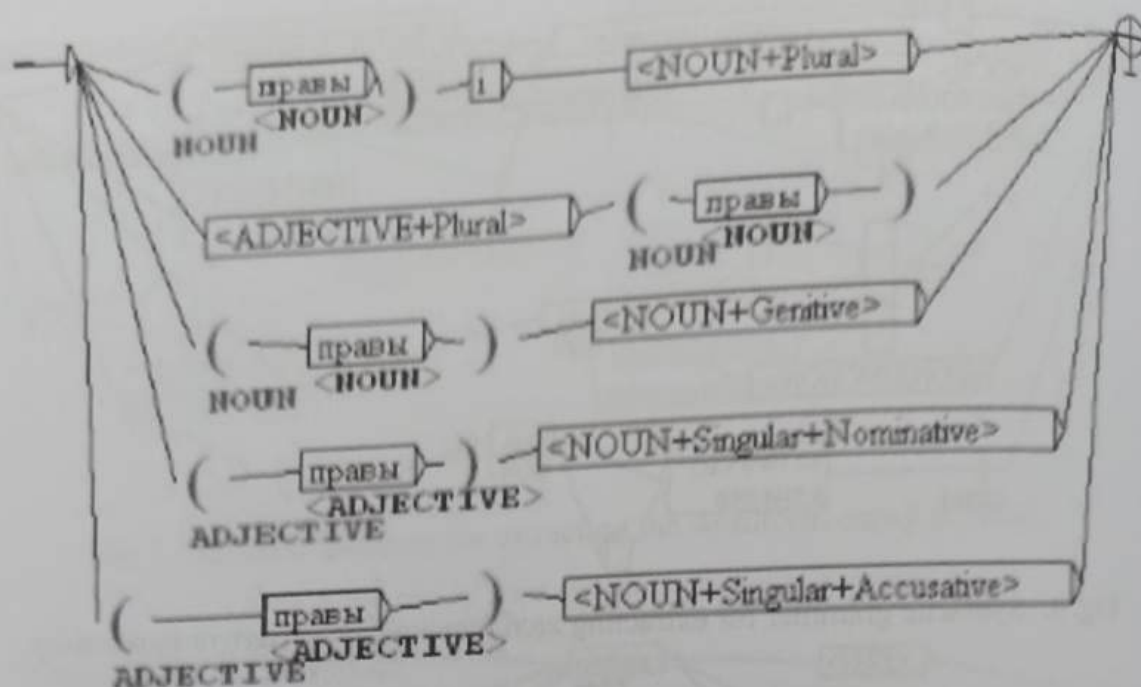 ( правы ) і <NOUN+Plural>
<NOUN>
NOUN
<ADJECTIVE+Plural> ( правы )
<NOUN>
NOUN
( правы ) <NOUN+Genitive>
<NOUN>
NOUN
( правы ) <NOUN+Singular+Nominative>
<ADJECTIVE>
ADJECTIVE
( правы ) <NOUN+Singular+Accusative>
<ADJECTIVE>
ADJECTIVE